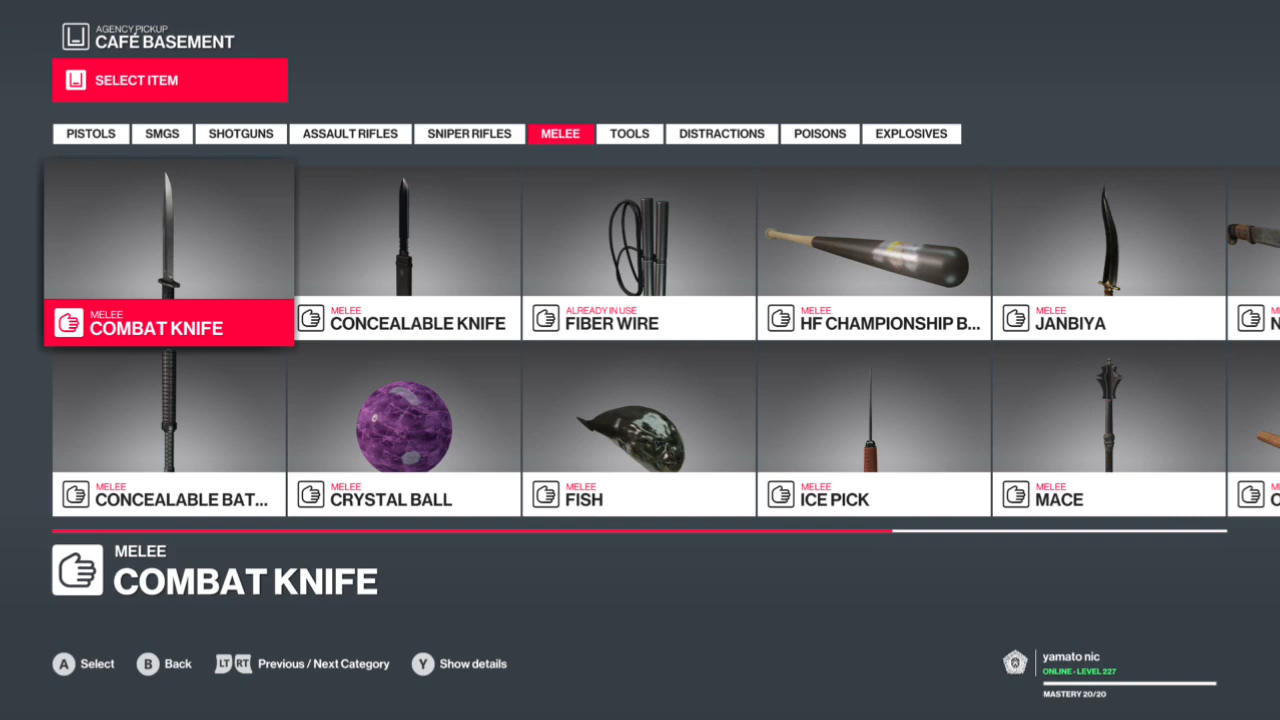 AGENCY PICKUP
CAFÉ BASEMENT
SELECT ITEM
PISTOLS SMGS SHOTGUNS ASSAULT RIFLES SNIPER RIFLES MELEE TOOLS DISTRACTIONS POISONS EXPLOSIVES
MELEE
COMBAT KNIFE
MELEE
CONCEALABLE KNIFE
ALREADY IN USE
FIBER WIRE
MELEE
HF CHAMPIONSHIP B...
MELEE
JANBIYA
MELEE
CONCEALABLE BAT...
MELEE
CRYSTAL BALL
MELEE
FISH
MELEE
ICE PICK
MELEE
MACE
MELEE
COMBAT KNIFE
A Select B Back LT RT Previous / Next Category Y Show details
yamato nic
ONLINE - LEVEL 227
MASTERY 20/20